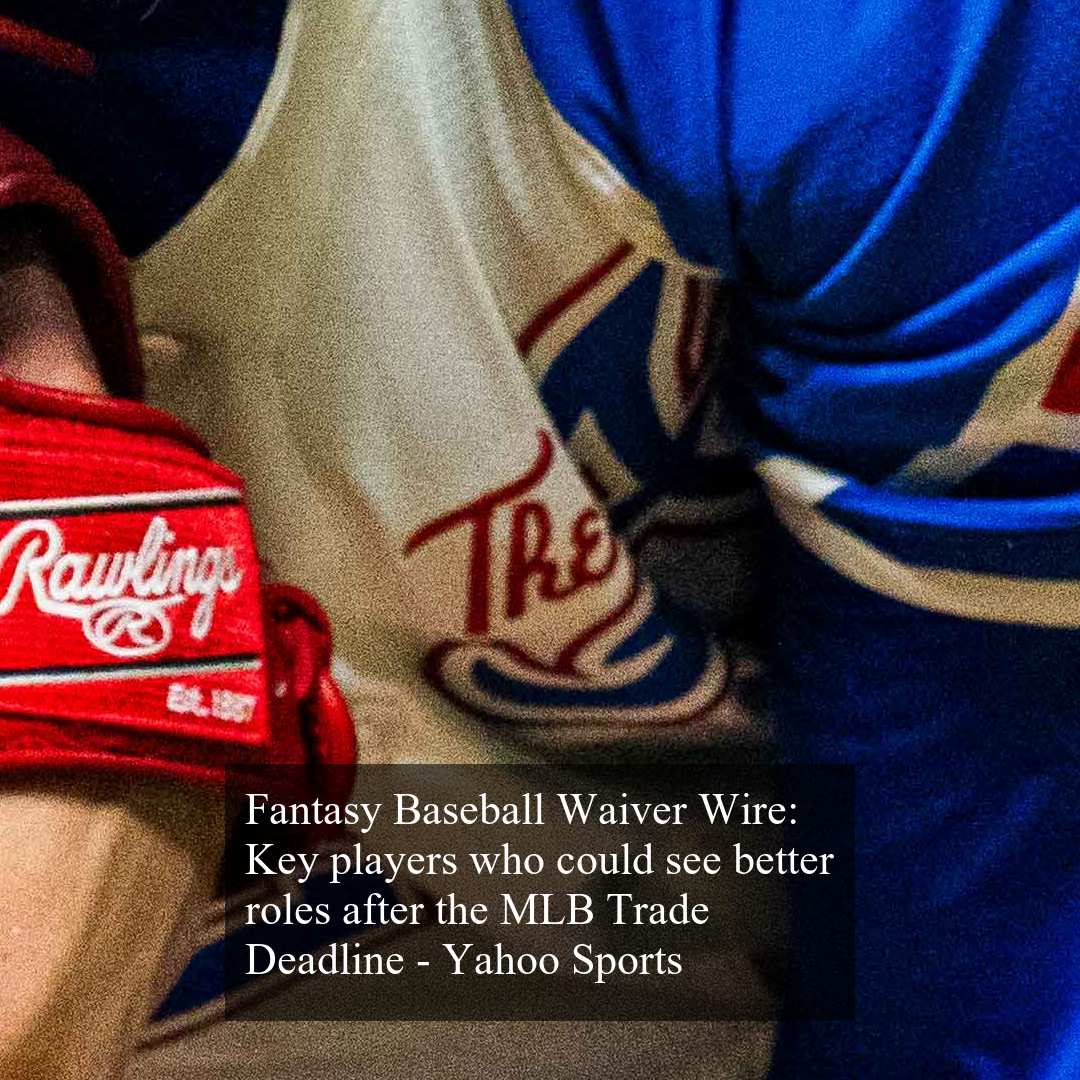 The
Rawlings
R
Est. 1887
Fantasy Baseball Waiver Wire:
Key players who could see better
roles after the MLB Trade
Deadline - Yahoo Sports